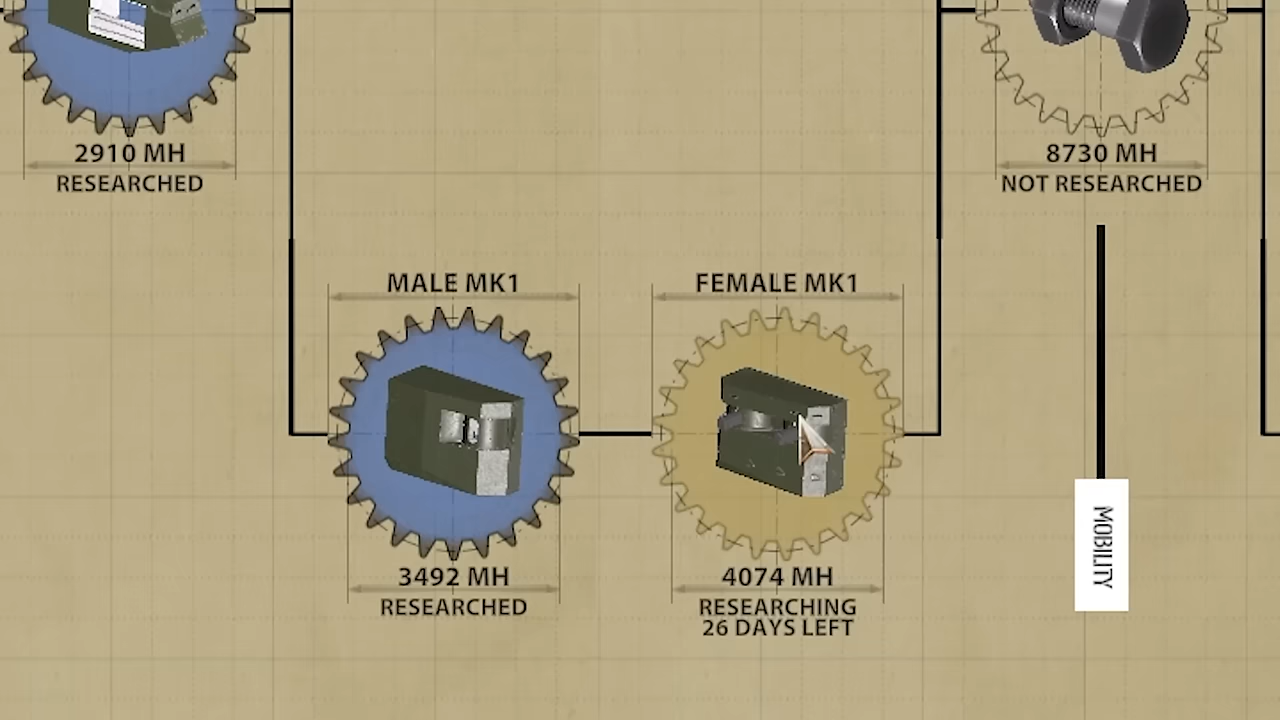 2910 MH
RESEARCHED
8730 MH
NOT RESEARCHED
MALE MK1
FEMALE MK1
3492 MH
RESEARCHED
4074 MH
RESEARCHING
26 DAYS LEFT
MOBILITY